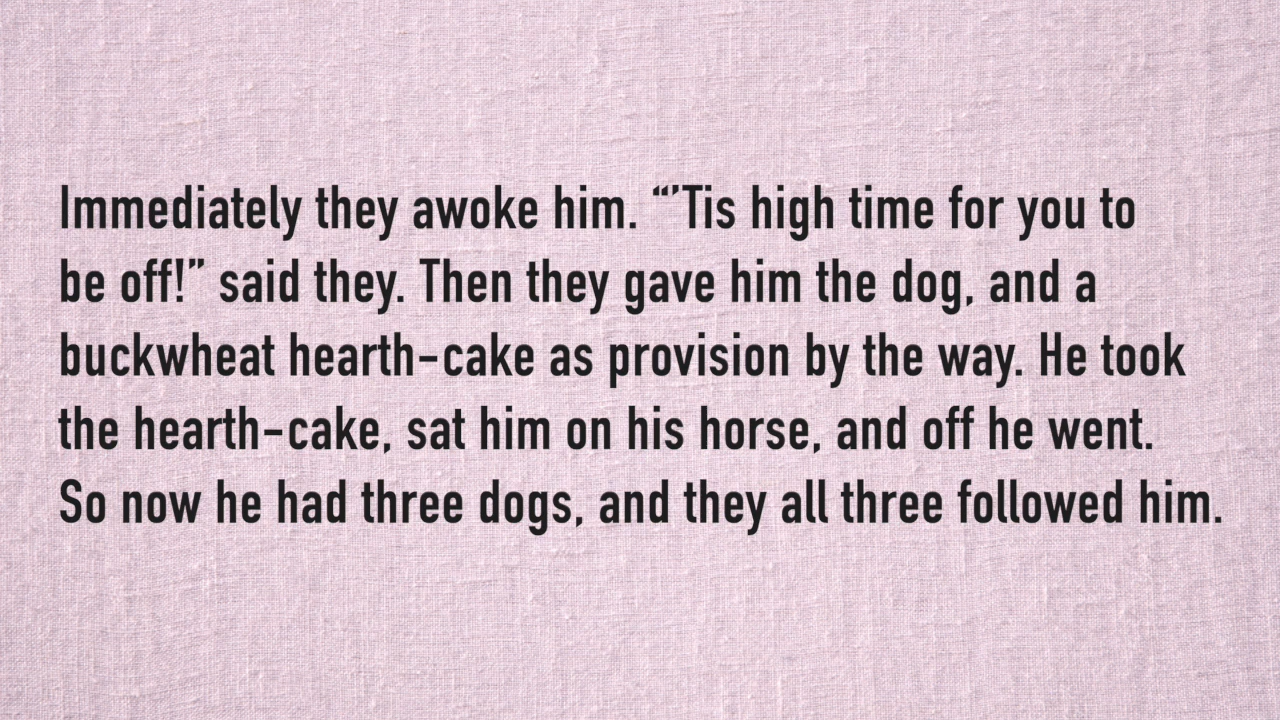 Immediately they awoke him. “’Tis high time for you to
be off!” said they. Then they gave him the dog, and a
buckwheat hearth-cake as provision by the way. He took
the hearth-cake, sat him on his horse, and off he went.
So now he had three dogs, and they all three followed him.